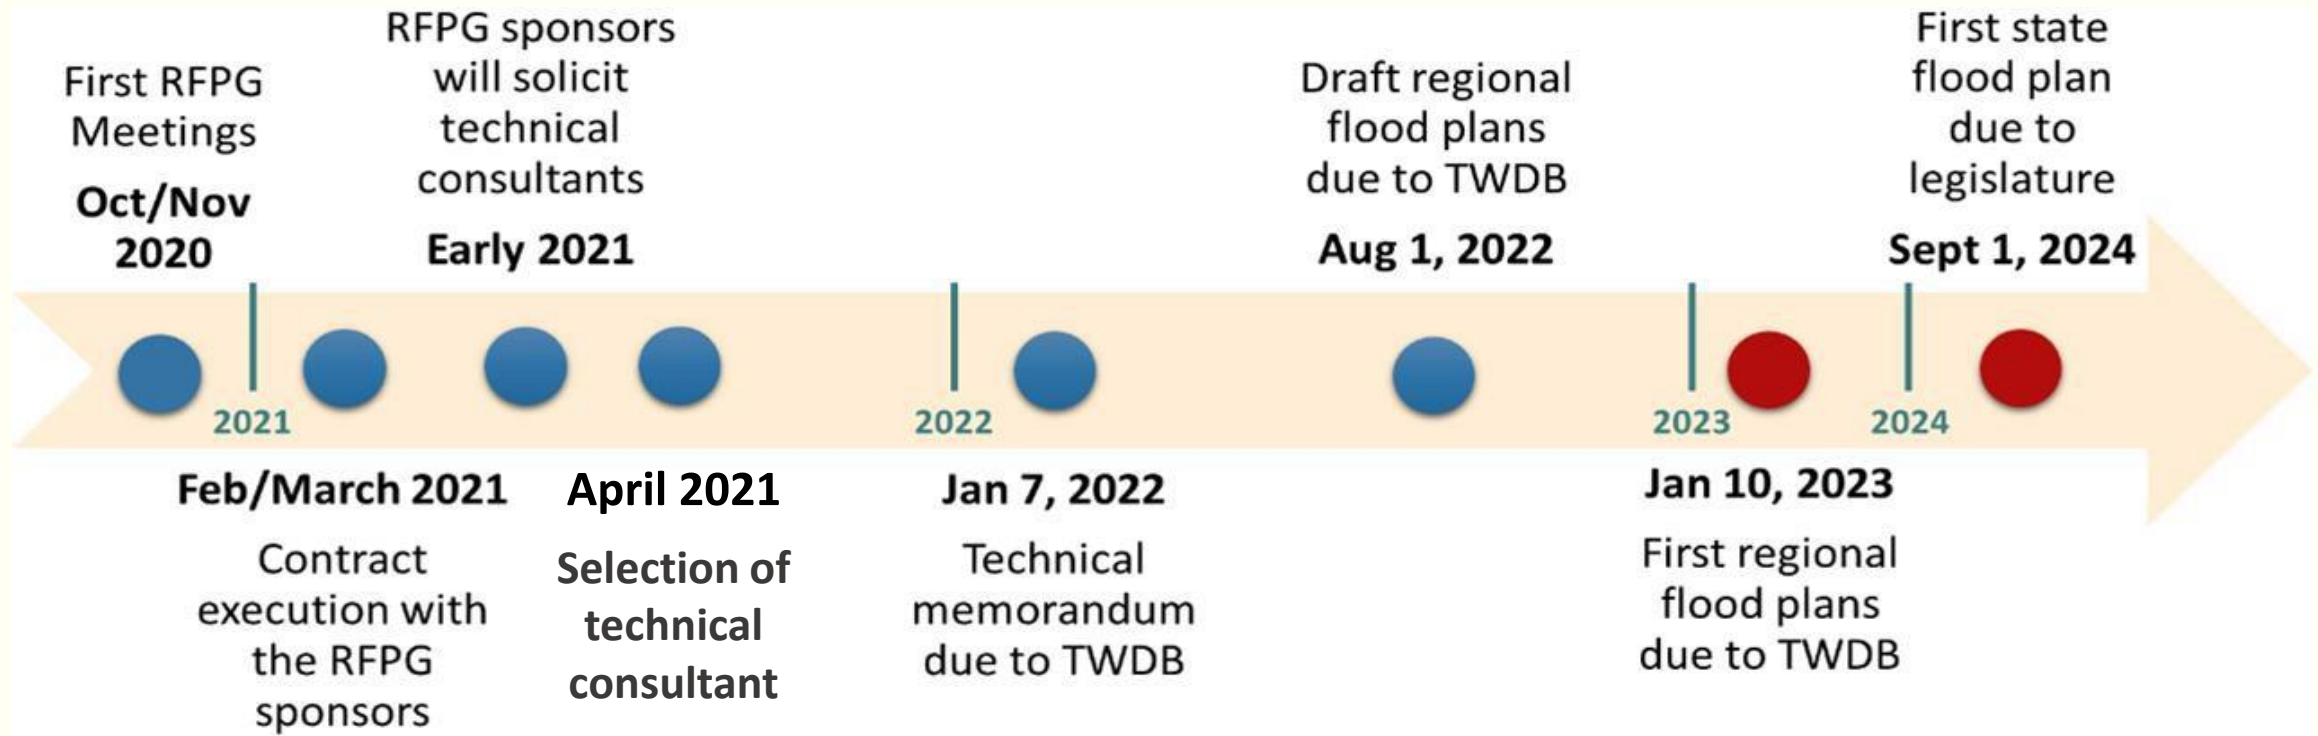 First RFPG
Meetings
Oct/Nov
2020
RFPG sponsors
will solicit
technical
consultants
Early 2021
Draft regional
flood plans
due to TWDB
Aug 1, 2022
First state
flood plan
due to
legislature
Sept 1, 2024
2021
2022
2023
2024
Feb/March 2021
Contract
execution with
the RFPG
sponsors
April 2021
Selection of
technical
consultant
Jan 7, 2022
Technical
memorandum
due to TWDB
Jan 10, 2023
First regional
flood plans
due to TWDB